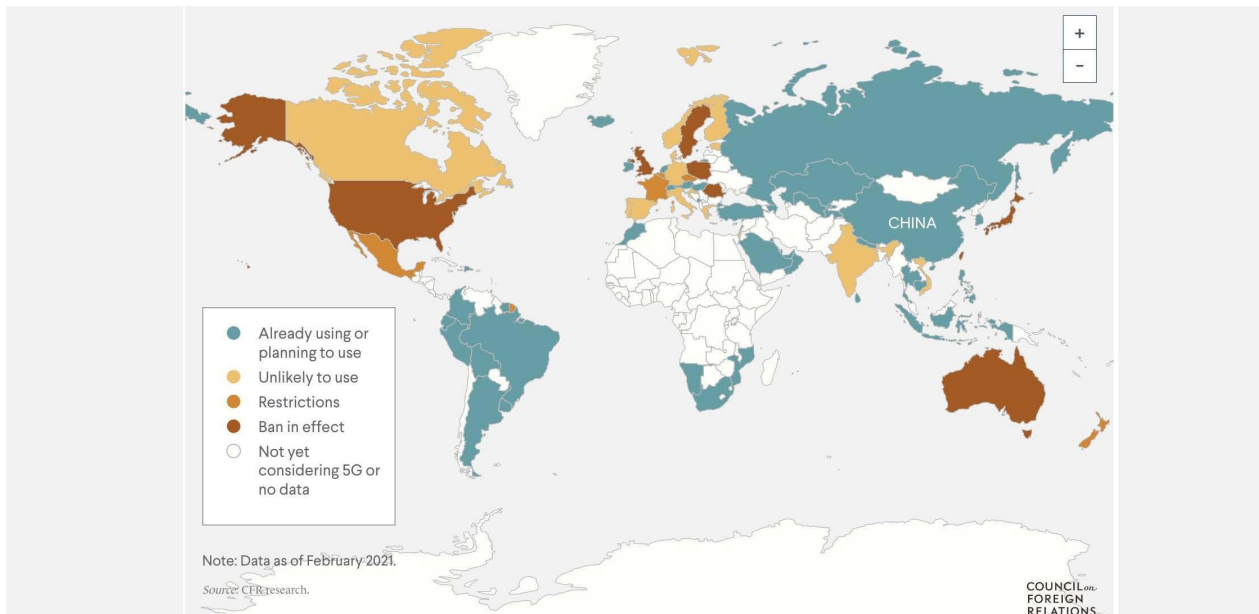 +
−
CHINA
Already using or
planning to use
Unlikely to use
Restrictions
Ban in effect
Not yet
considering 5G or
no data
Note: Data as of February 2021.
Source: CFR research.
COUNCIL on
FOREIGN
RELATIONS